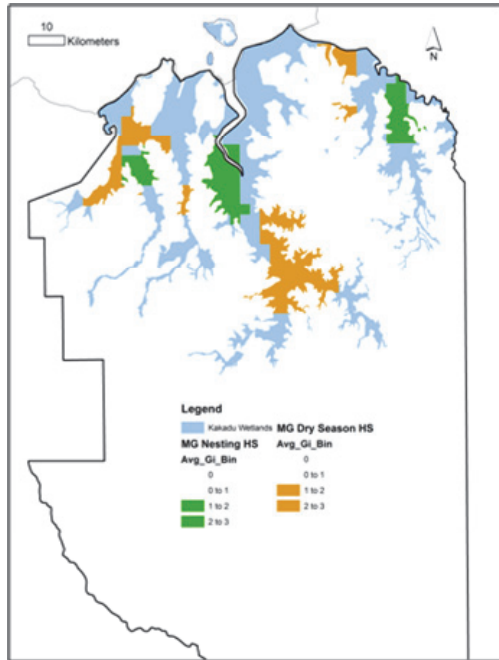 10
Kilometers
N
Legend
Kakadu Wetlands
MG Nesting HS
Avg_Gi_Bin
0
0 to 1
1 to 2
2 to 3
MG Dry Season HS
Avg_Gi_Bin
0
0 to 1
1 to 2
2 to 3